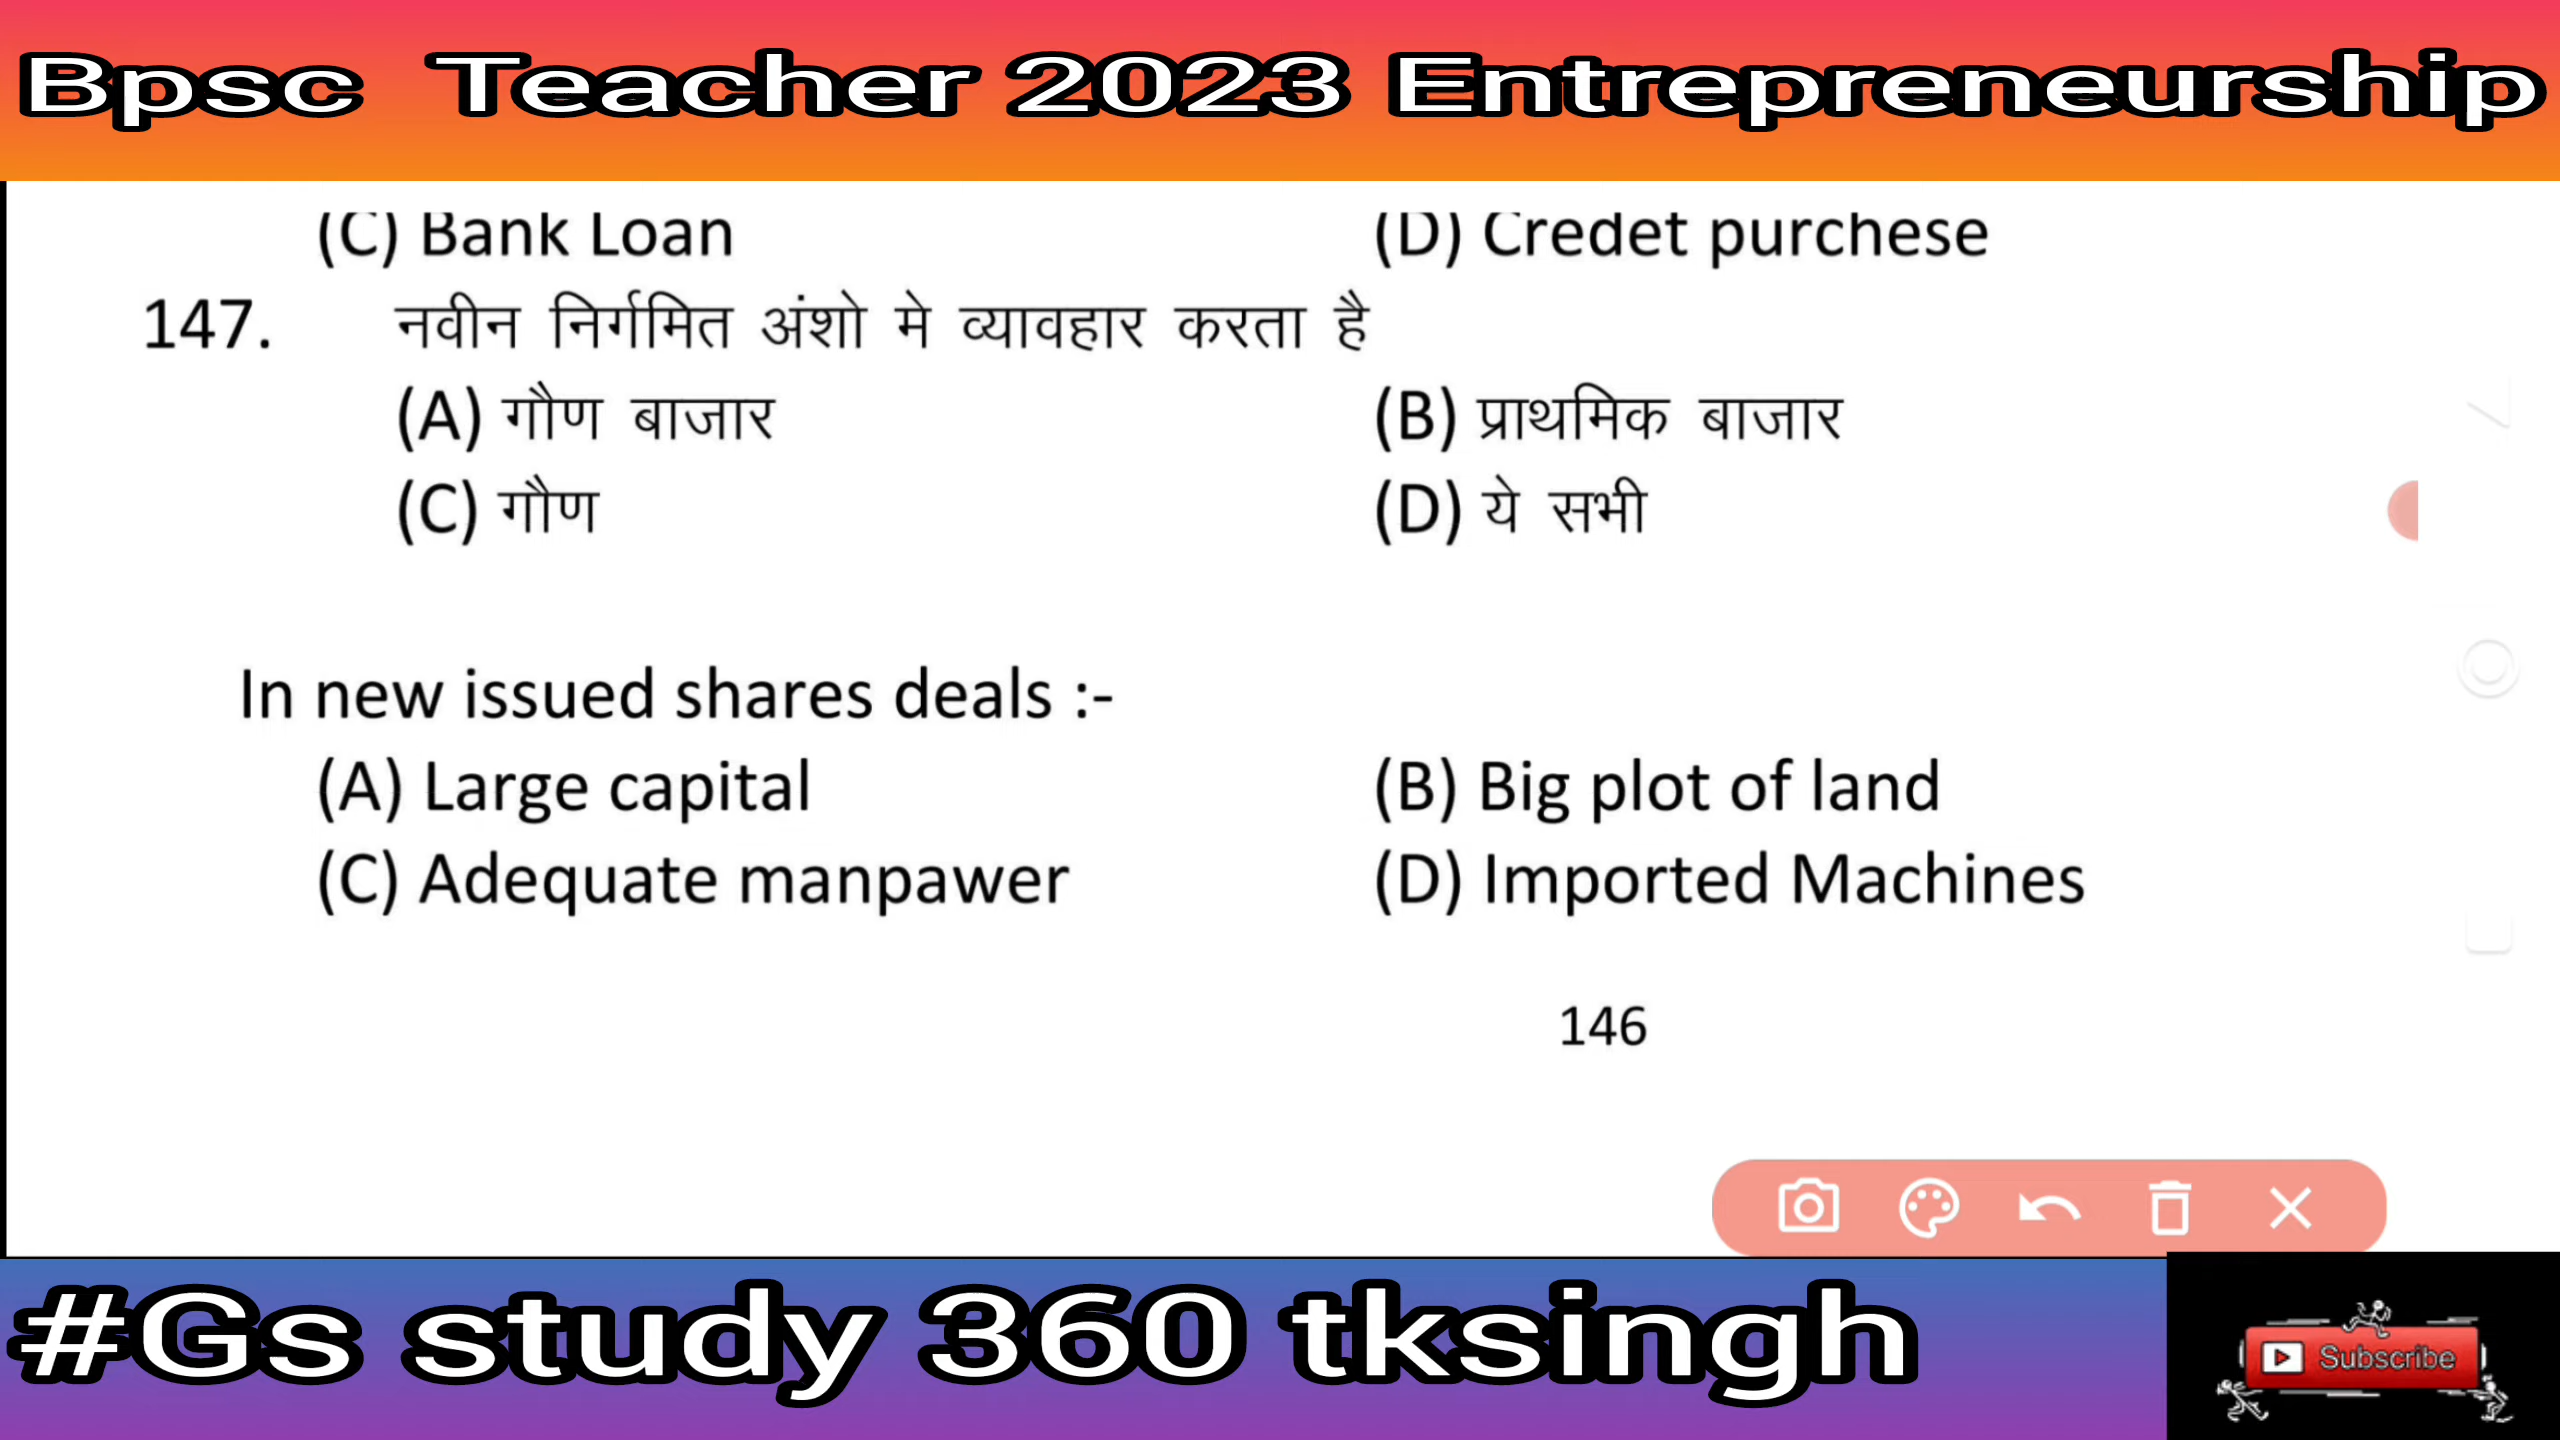 Bpsc Teacher 2023 Entrepreneurship
(C) Bank Loan (D) Credet purchese
147. नवीन निर्गमित अंशो मे व्यावहार करता है
(A) गौण बाजार (B) प्राथमिक बाजार
(C) गौण (D) ये सभी
In new issued shares deals :-
(A) Large capital (B) Big plot of land
(C) Adequate manpawer (D) Imported Machines
146
#Gs study 360 tksingh
Subscribe